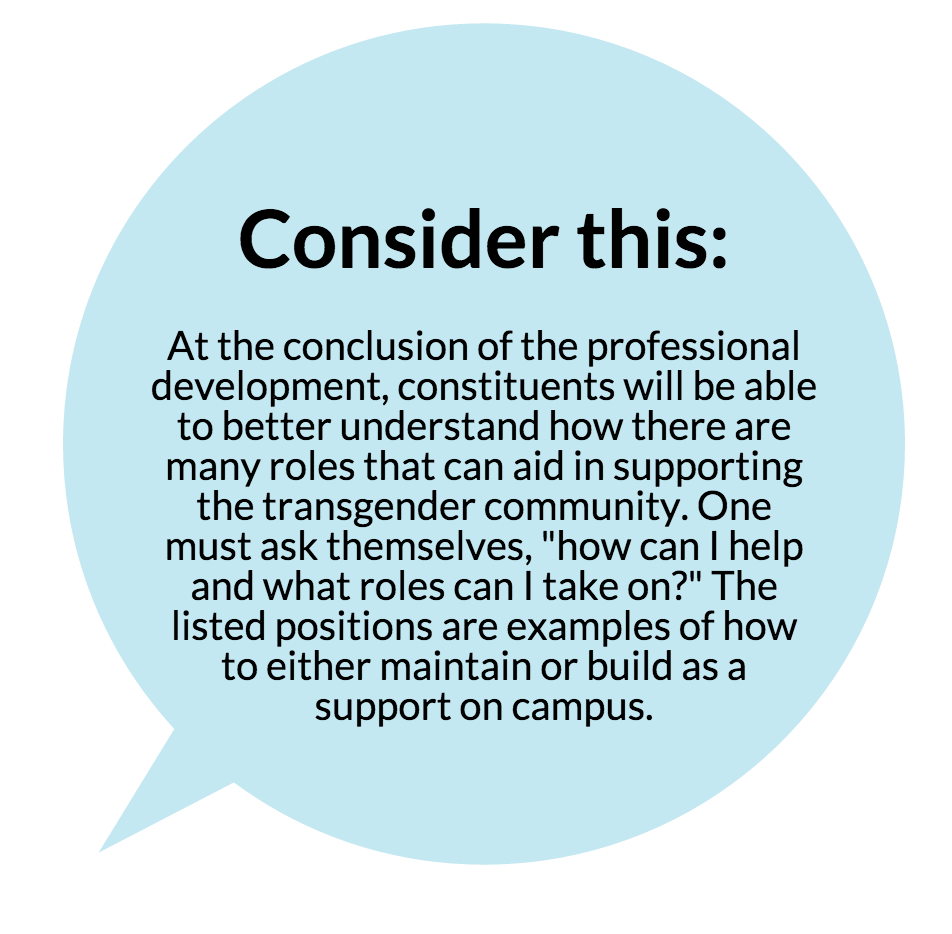 Consider this:
At the conclusion of the professional
development, constituents will be able
to better understand how there are
many roles that can aid in supporting
the transgender community. One
must ask themselves, "how can I help
and what roles can I take on?" The
listed positions are examples of how
to either maintain or build as a
support on campus.